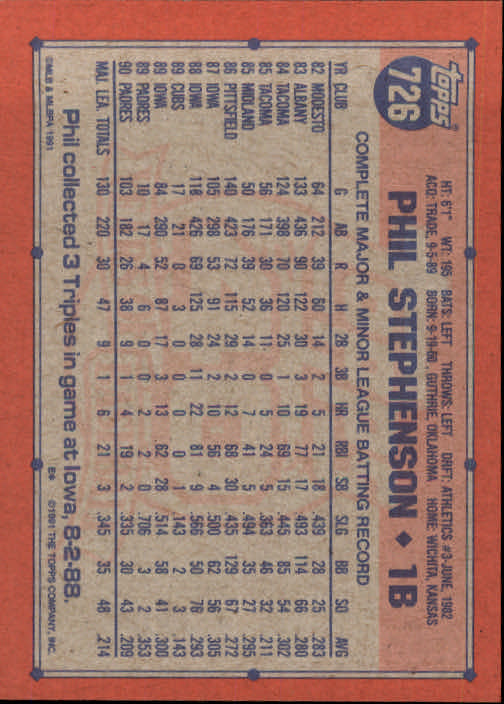 topps®
726
HT: 6'1" WT: 195 BATS: LEFT THROWS: LEFT DRFT: ATHLETICS #3-JUNE, 1982
ACQ: TRADE, 9-5-89 BORN: 9-19-60, GUTHRIE, OKLAHOMA HOME: WICHITA, KANSAS
PHIL STEPHENSON ◆ 1B
COMPLETE MAJOR & MINOR LEAGUE BATTING RECORD
YR CLUB G AB R H 2B 3B HR RBI SB SLG BB SO AVG
82 MODESTO 64 212 39 60 14 2 5 21 18 .439 28 25 .283
83 ALBANY 133 436 90 122 30 3 19 77 17 .493 114 66 .280
84 TACOMA 124 398 70 120 25 1 10 69 15 .445 85 54 .302
85 TACOMA 56 171 30 36 11 0 5 24 5 .363 46 32 .211
85 MIDLAND 50 176 39 52 14 0 7 41 5 .494 35 27 .295
86 PITTSFIELD 140 423 72 115 29 2 12 68 30 .435 129 67 .272
87 IOWA 105 298 53 91 24 2 10 56 4 .500 62 56 .305
88 IOWA 118 426 69 125 28 11 22 81 9 .566 50 76 .293
89 CUBS 17 21 0 3 0 0 0 0 1 .143 2 3 .143
89 IOWA 84 290 52 87 17 3 13 62 28 .514 58 41 .300
89 PADRES 10 17 4 6 0 0 2 2 0 .706 3 2 .353
90 PADRES 103 182 26 38 9 1 4 19 2 .335 30 43 .209
MAJ. LEA. TOTALS 130 220 30 47 9 1 6 21 3 .345 35 48 .214
Phil collected 3 Triples in game at Iowa, 8-2-88.
©MLB & MLBPA 1991
B* ©1991 THE TOPPS COMPANY, INC.